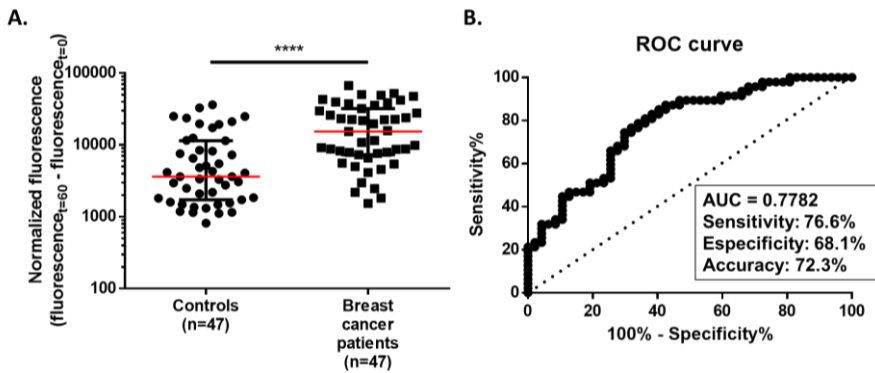 A.
****
Normalized fluorescence
(fluorescence t=60 - fluorescence t=0)
100000
10000
1000
100
Controls
(n=47)
Breast
cancer
patients
(n=47)
B.
ROC curve
Sensitivity%
100
80
60
40
20
0
AUC = 0.7782
Sensitivity: 76.6%
Especificity: 68.1%
Accuracy: 72.3%
0 20 40 60 80 100
100% - Specificity%